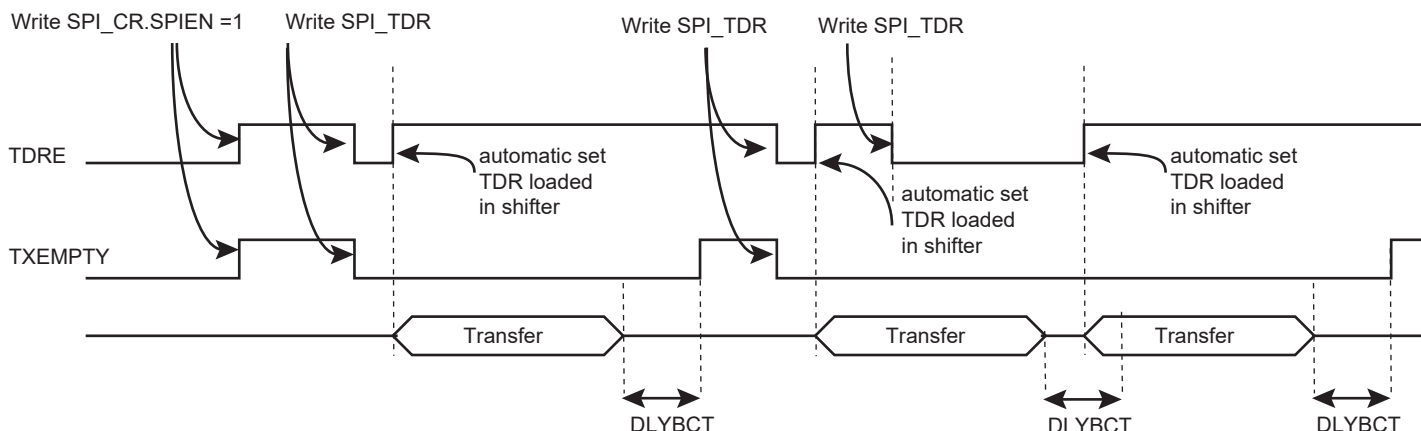 Write SPI_CR.SPIEN =1
Write SPI_TDR
Write SPI_TDR
Write SPI_TDR
TDRE
automatic set
TDR loaded
in shifter
automatic set
TDR loaded
in shifter
automatic set
TDR loaded
in shifter
TXEMPTY
Transfer
Transfer
Transfer
DLYBCT
DLYBCT
DLYBCT